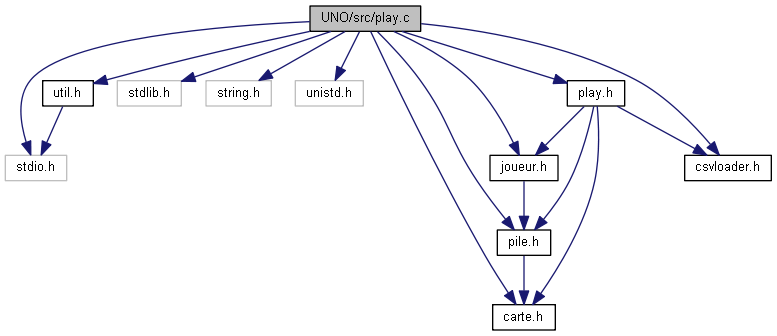 UNO/src/play.c
util.h
stdlib.h
string.h
unistd.h
play.h
stdio.h
joueur.h
csvloader.h
pile.h
carte.h